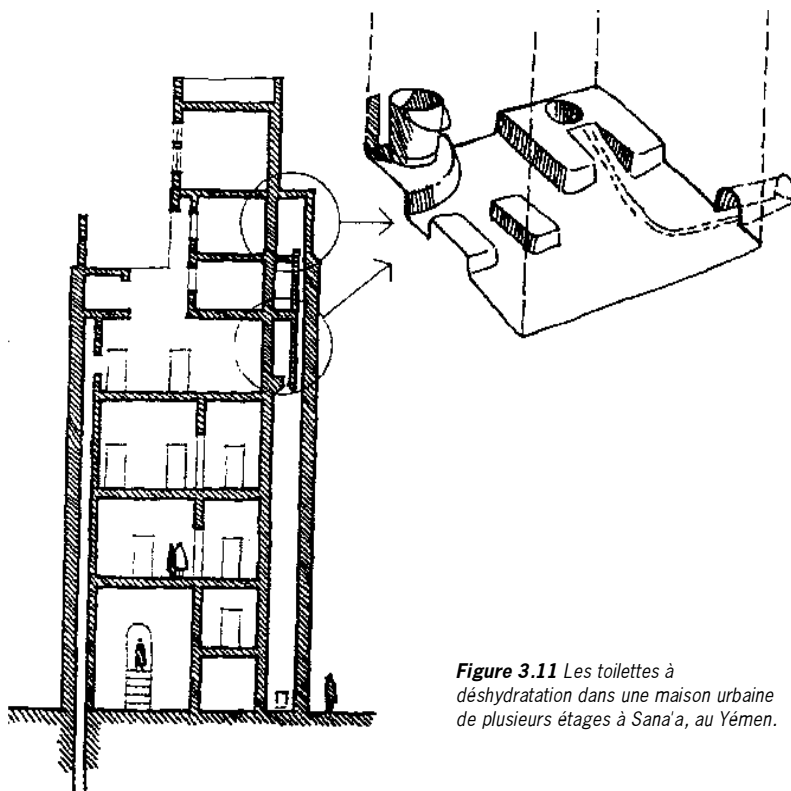 Figure 3.11 Les toilettes à
déshydratation dans une maison urbaine
de plusieurs étages à Sana'a, au Yémen.